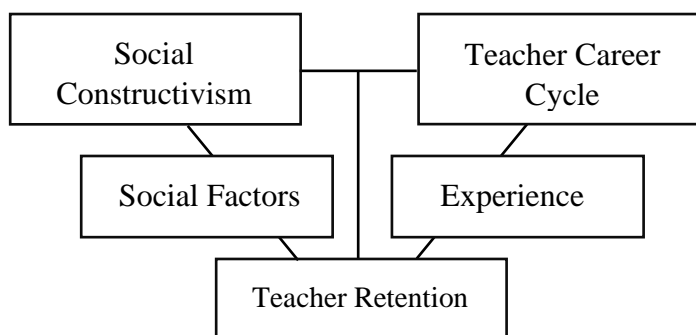 Social
Constructivism
Teacher Career
Cycle
Social Factors
Experience
Teacher Retention